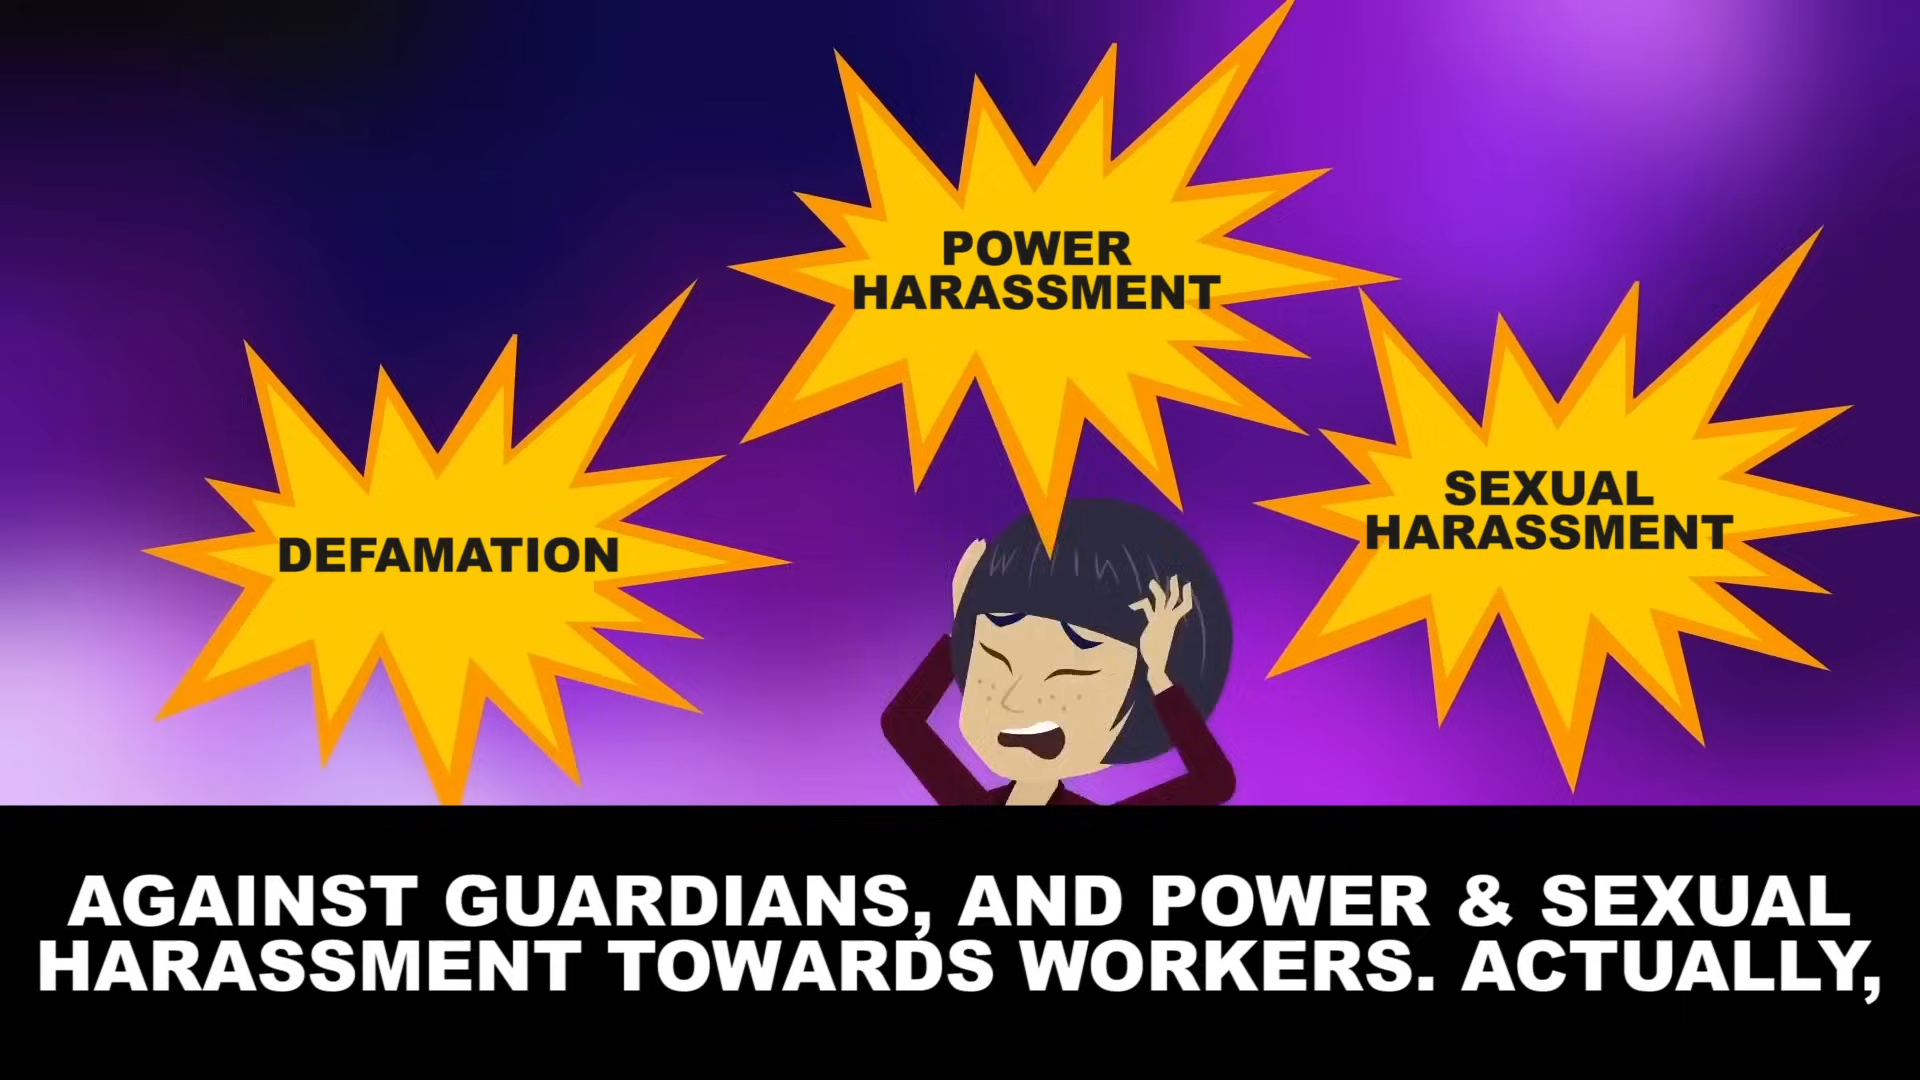 POWER
HARASSMENT
SEXUAL
HARASSMENT
DEFAMATION
AGAINST GUARDIANS, AND POWER & SEXUAL
HARASSMENT TOWARDS WORKERS. ACTUALLY,